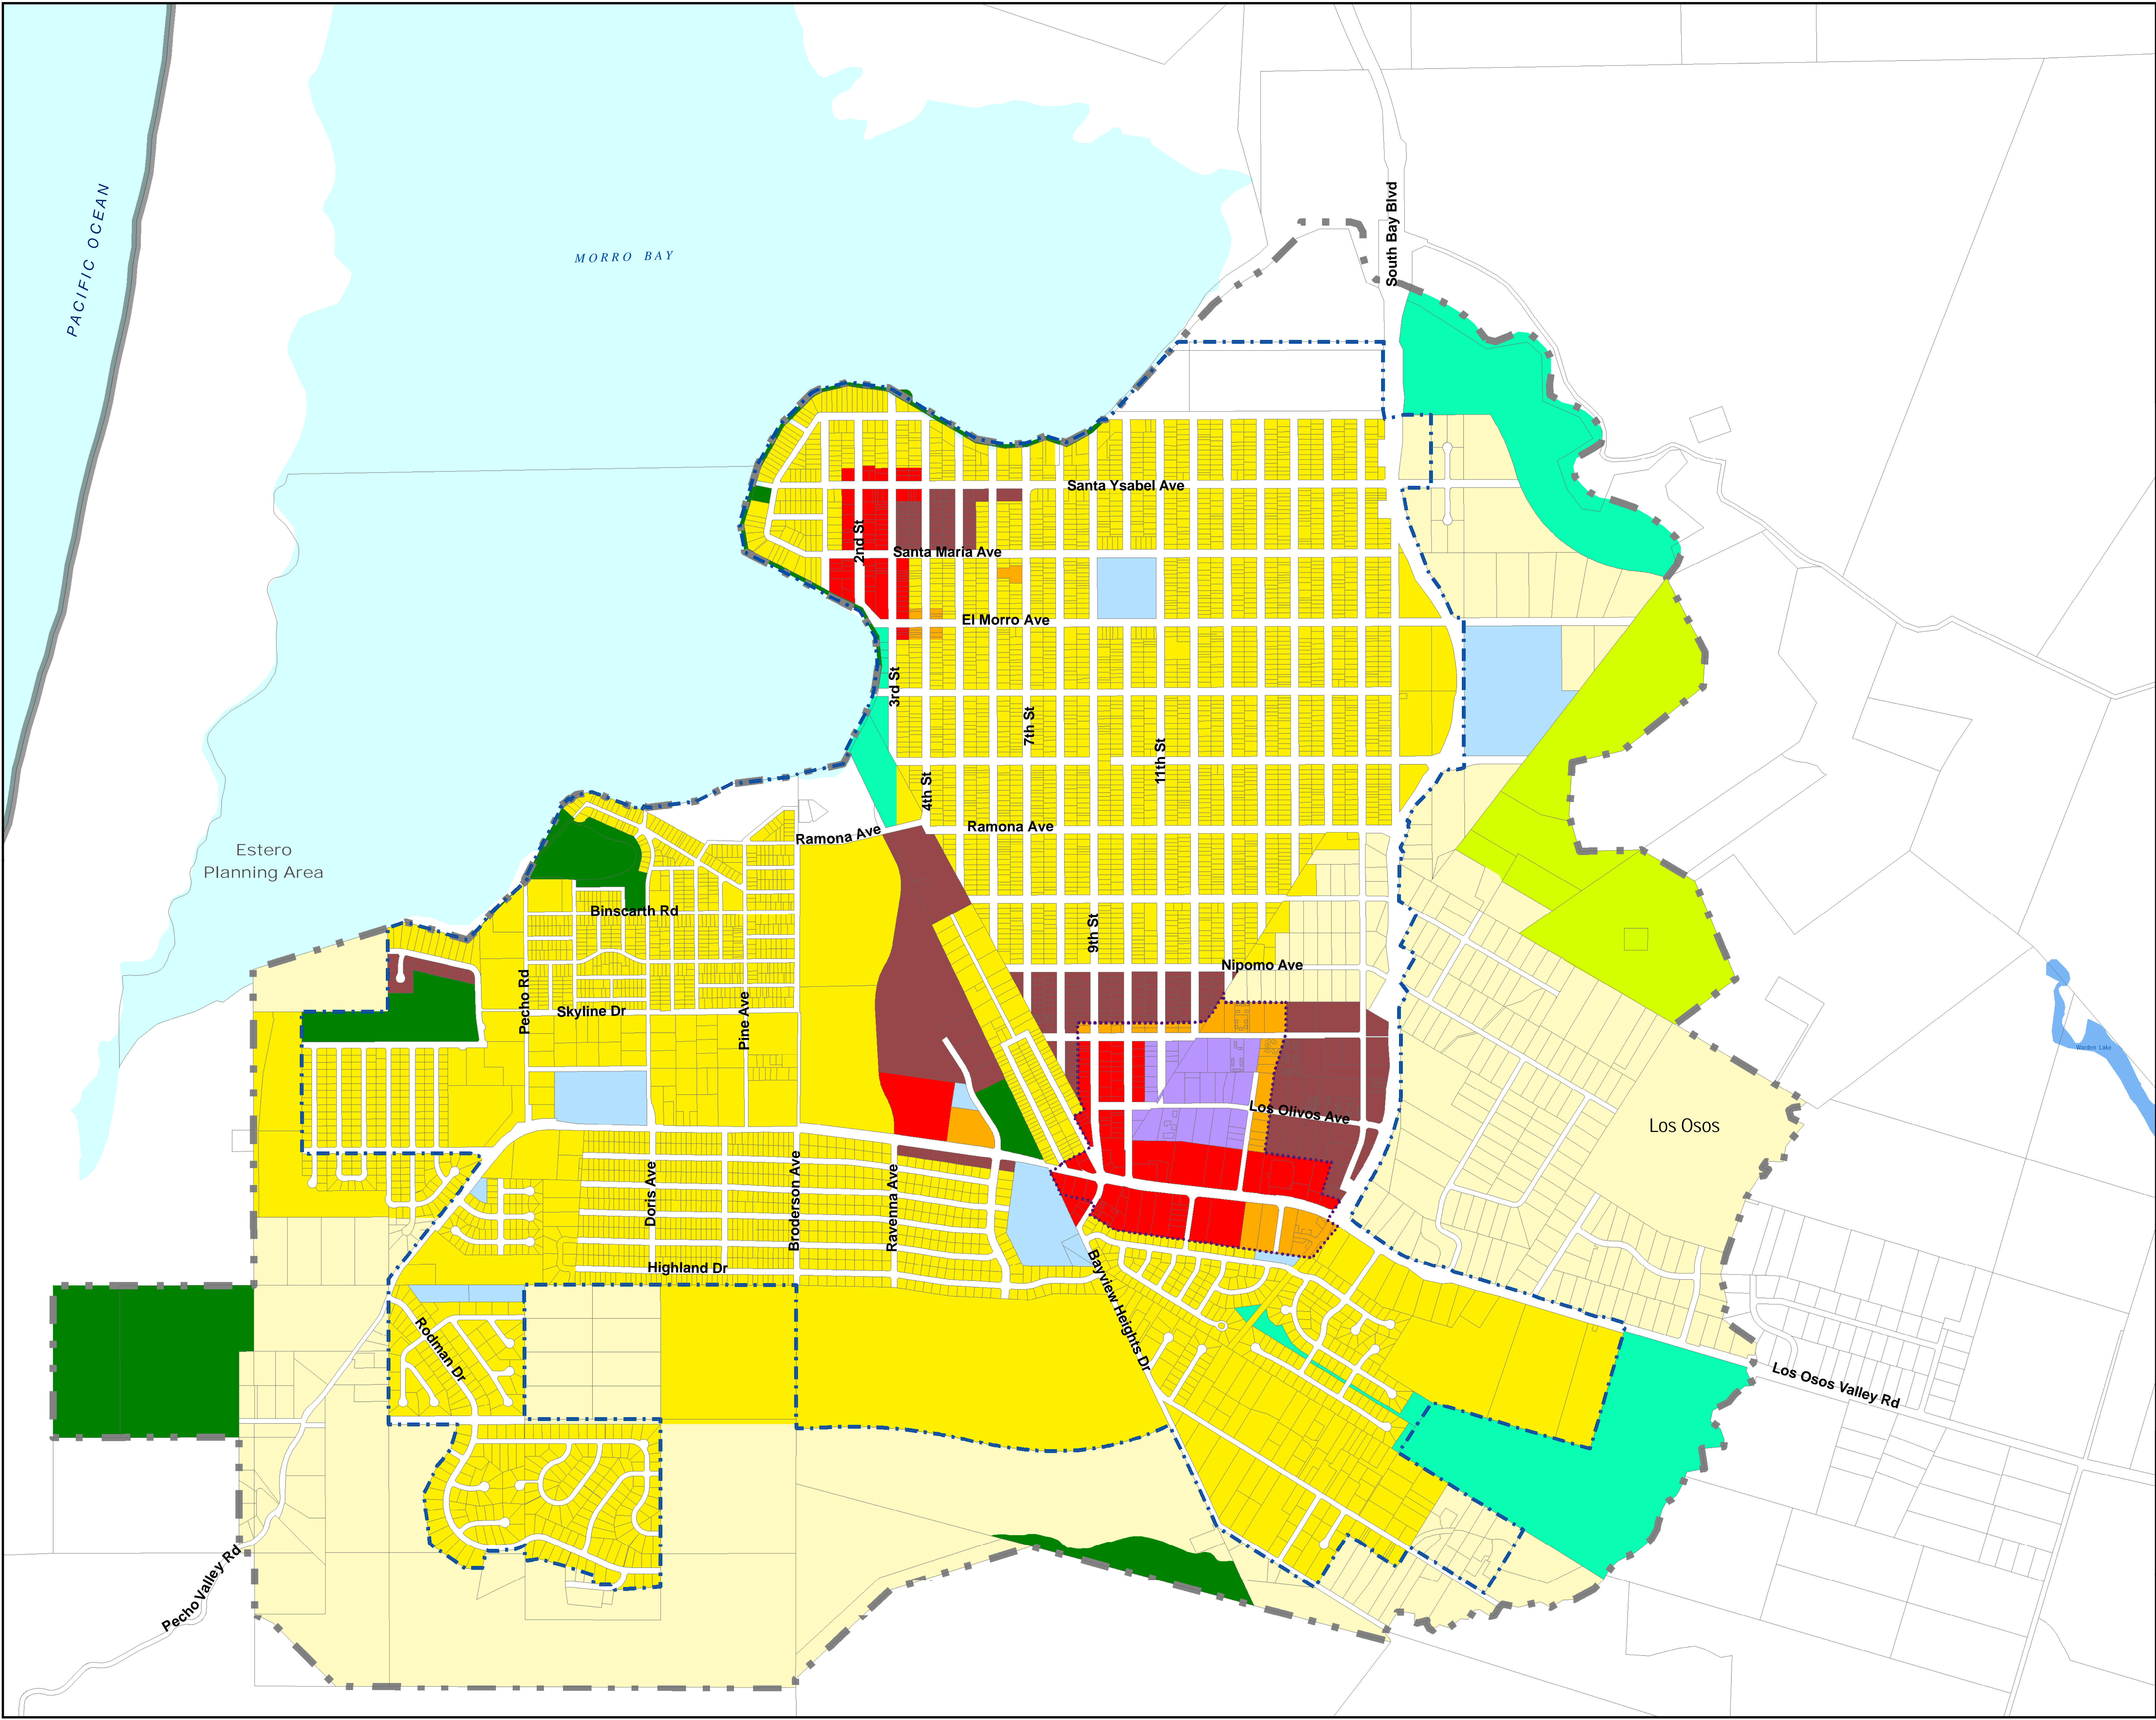 PACIFIC OCEAN
MORRO BAY
South Bay Blvd
Santa Ysabel Ave
2nd St
Santa Maria Ave
El Morro Ave
3rd St
7th St
11th St
4th St
Ramona Ave
Ramona Ave
Estero
Planning Area
Binscarth Rd
9th St
Nipomo Ave
Pecho Rd
Skyline Dr
Pine Ave
Warden Lake
Los Olivos Ave
Los Osos
Doris Ave
Broderson Ave
Ravenna Ave
Highland Dr
Bayview Heights Dr
Rodman Dr
Los Osos Valley Rd
Pecho Valley Rd